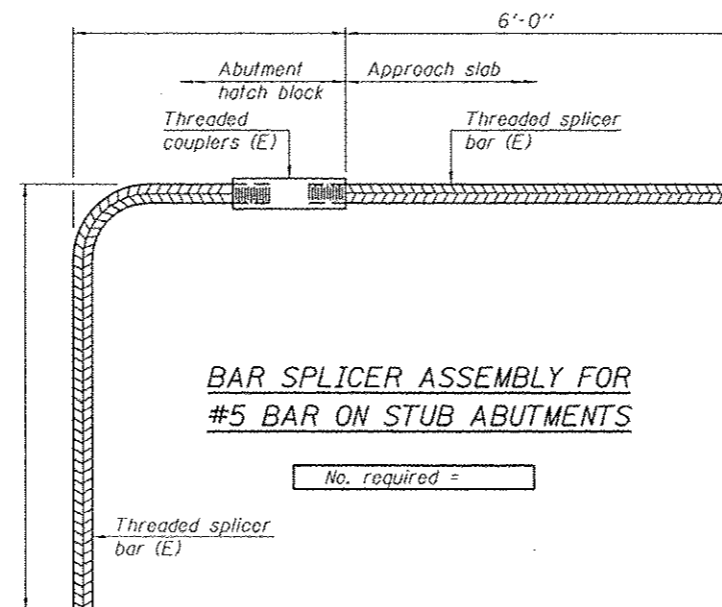 6'-0"
Abutment
hatch block
Approach slab
Threaded
couplers (E)
Threaded splicer
bar (E)
BAR SPLICER ASSEMBLY FOR
#5 BAR ON STUB ABUTMENTS
No. required =
Threaded splicer
bar (E)